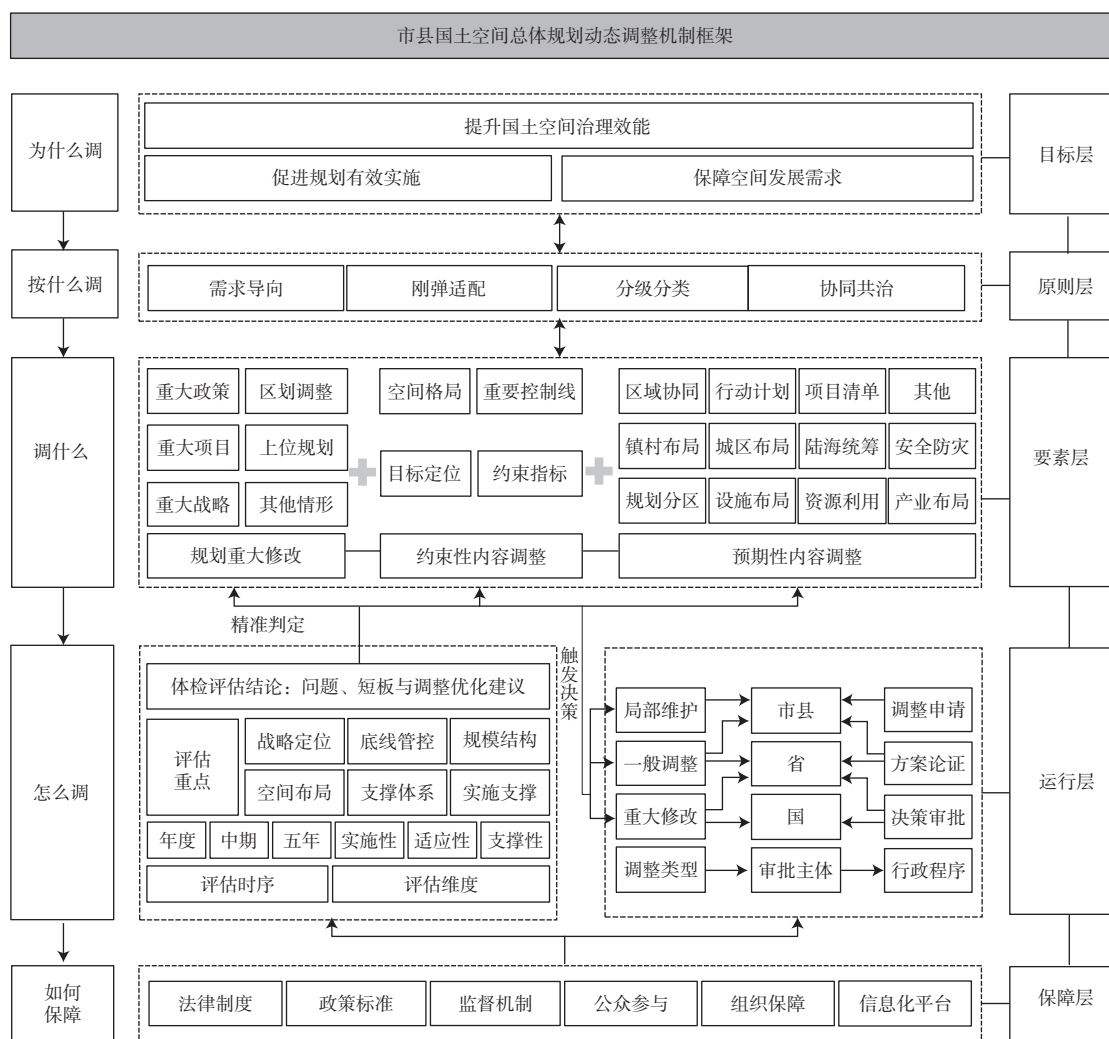 市县国土空间总体规划动态调整机制框架
为什么调
提升国土空间治理效能
促进规划有效实施
保障空间发展需求
目标层
按什么调
需求导向
刚弹适配
分级分类
协同共治
原则层
调什么
重大政策
区划调整
重大项目
上位规划
重大战略
其他情形
规划重大修改
空间格局
重要控制线
目标定位
约束指标
约束性内容调整
区域协同
行动计划
项目清单
其他
镇村布局
城区布局
陆海统筹
安全防灾
规划分区
设施布局
资源利用
产业布局
预期性内容调整
要素层
精准判定
触发决策
怎么调
体检评估结论：问题、短板与调整优化建议
评估
重点
战略定位
底线管控
规模结构
空间布局
支撑体系
实施支撑
年度
中期
五年
实施性
适应性
支撑性
评估时序
评估维度
局部维护
市县
调整申请
一般调整
省
方案论证
重大修改
国
决策审批
调整类型
审批主体
行政程序
运行层
如何
保障
法律制度
政策标准
监督机制
公众参与
组织保障
信息化平台
保障层